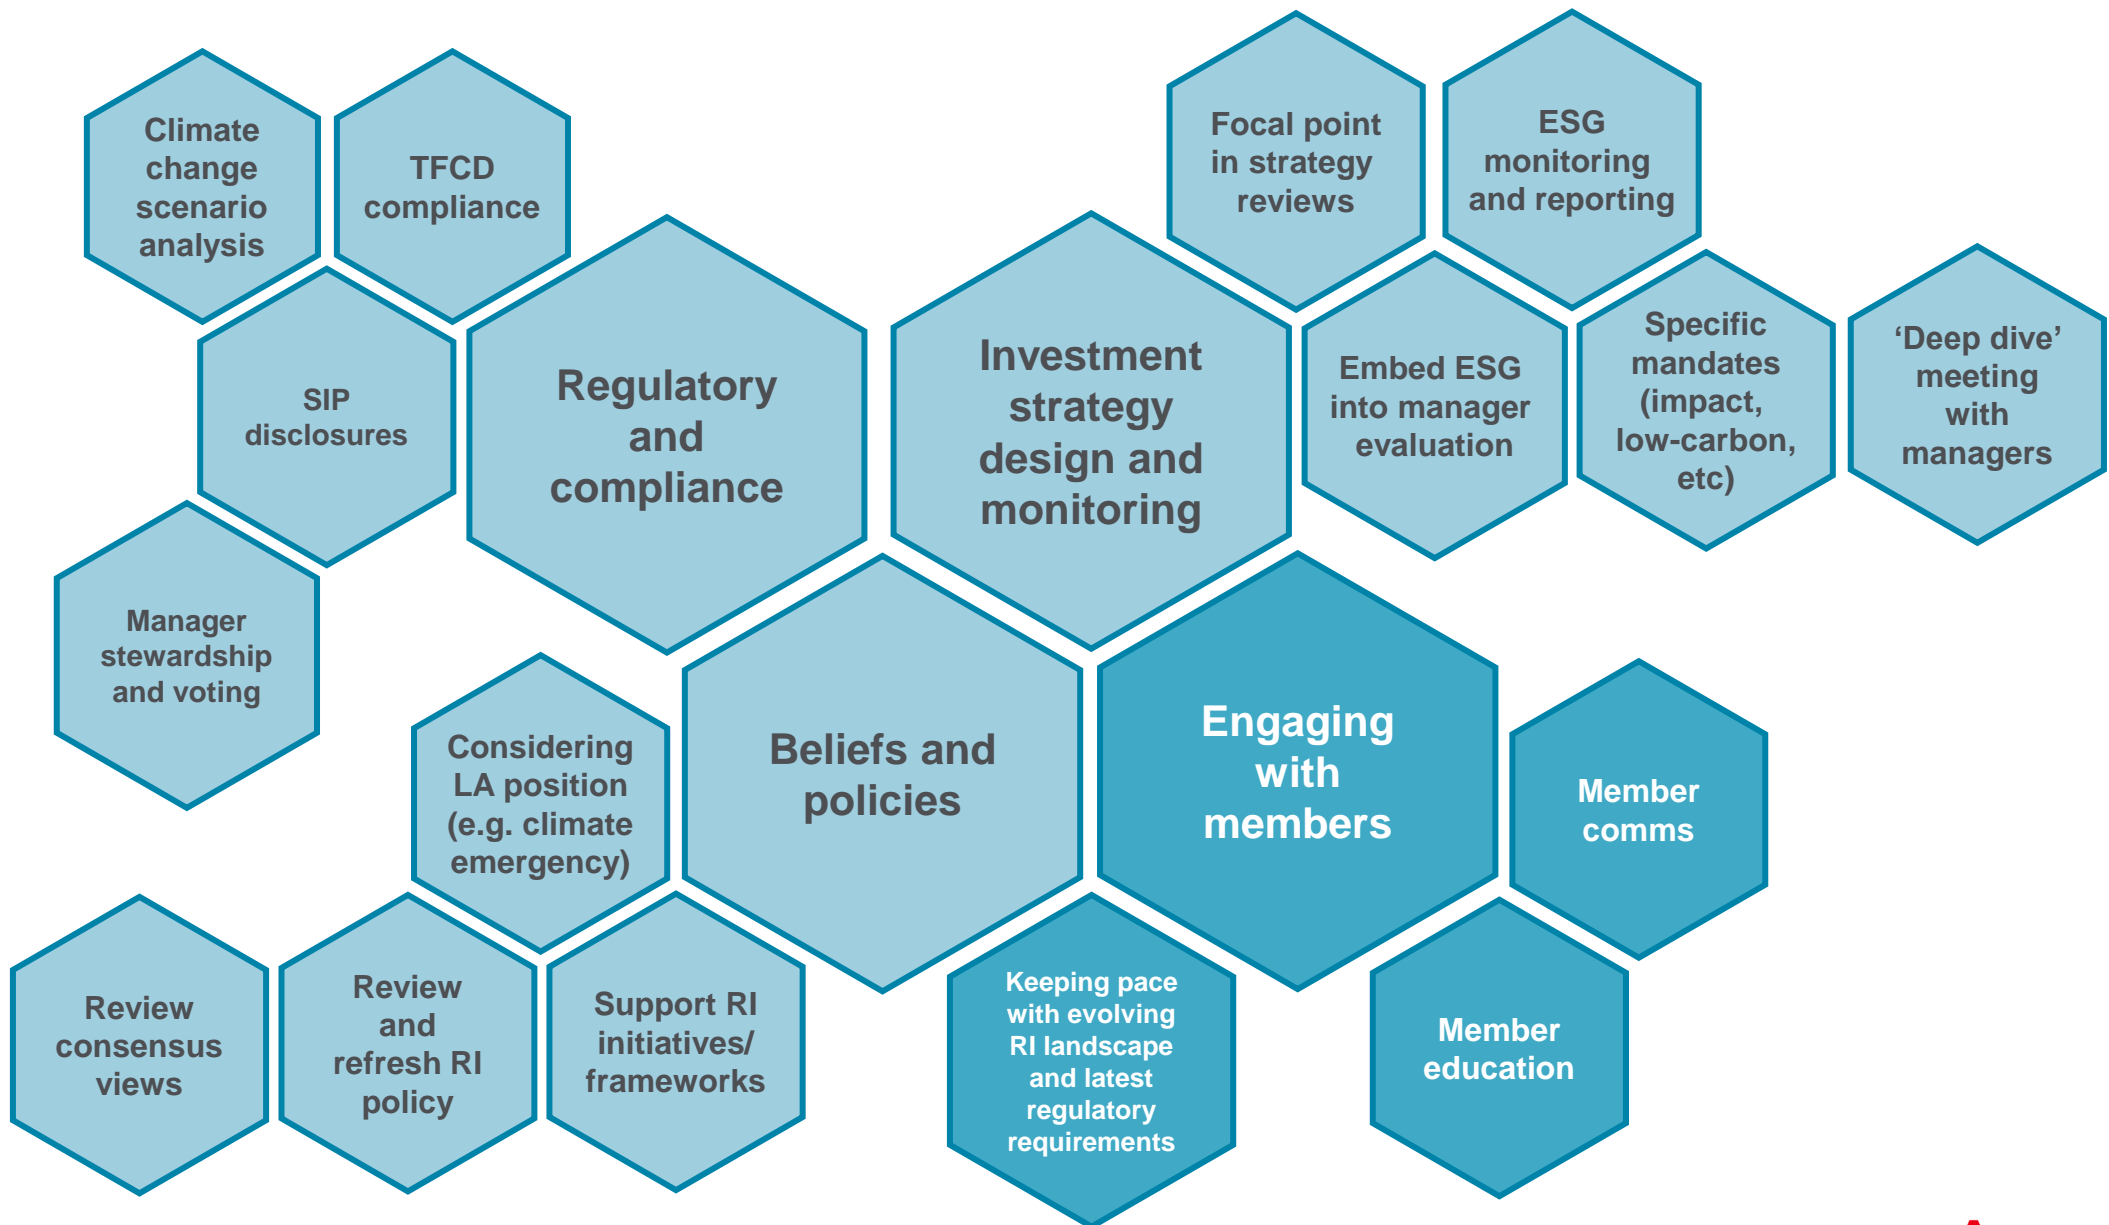 Climate
change
scenario
analysis
TFCD
compliance
SIP
disclosures
Manager
stewardship
and voting
Regulatory
and
compliance
Investment
strategy
design and
monitoring
Focal point
in strategy
reviews
ESG
monitoring
and reporting
Embed ESG
into manager
evaluation
Specific
mandates
(impact,
low-carbon,
etc)
‘Deep dive’
meeting
with
managers
Beliefs and
policies
Considering
LA position
(e.g. climate
emergency)
Review
consensus
views
Review
and
refresh RI
policy
Support RI
initiatives/
frameworks
Engaging
with
members
Member
comms
Member
education
Keeping pace
with evolving
RI landscape
and latest
regulatory
requirements